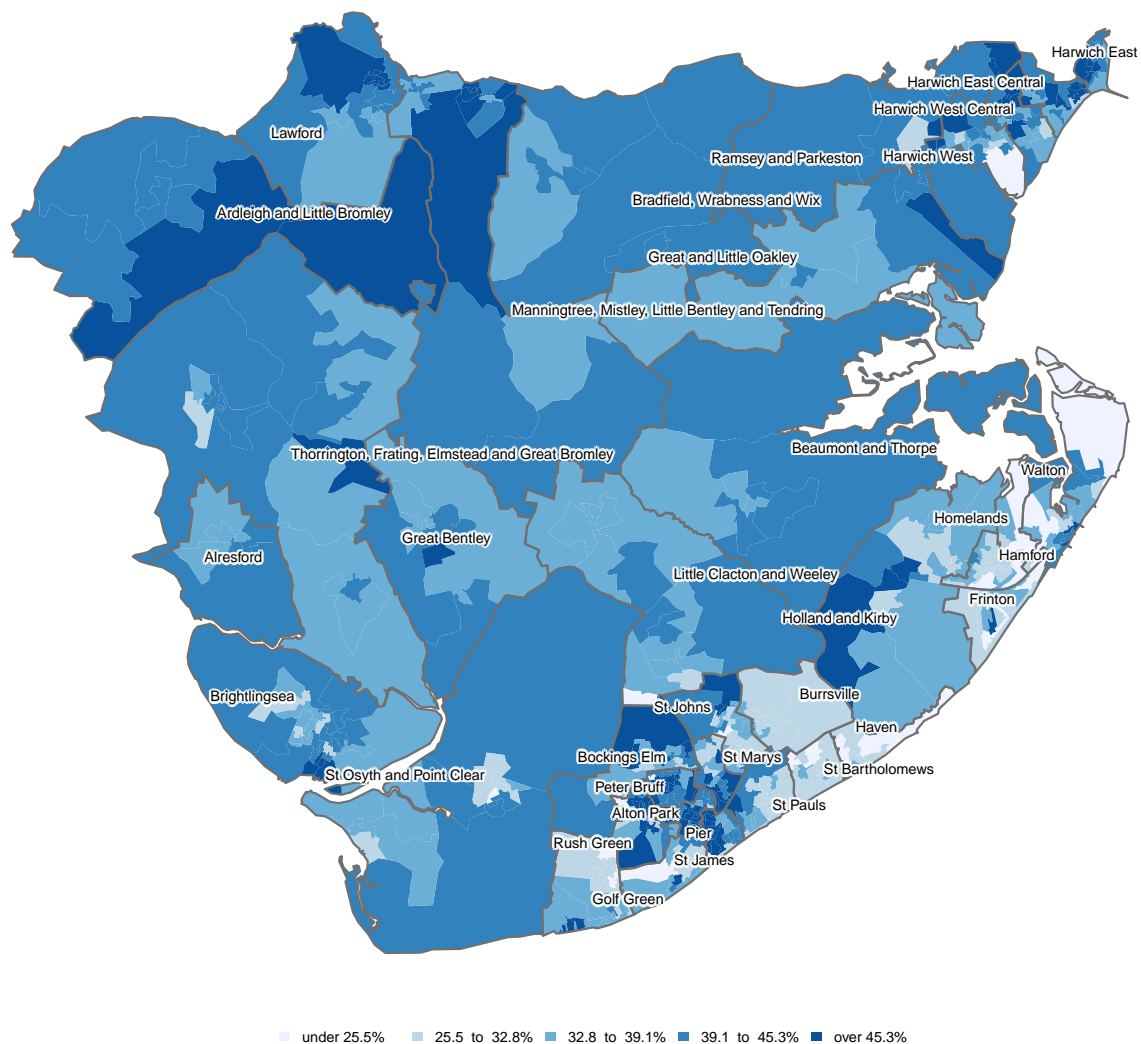 Harwich East
Harwich East Central
Harwich West Central
Lawford
Harwich West
Ramsey and Parkeston
Bradfield, Wrabness and Wix
Ardleigh and Little Bromley
Great and Little Oakley
Manningtree, Mistley, Little Bentley and Tendring
Beaumont and Thorpe
Thorrington, Frating, Elmstead and Great Bromley
Walton
Homelands
Great Bentley
Hamford
Alresford
Little Clacton and Weeley
Frinton
Holland and Kirby
Brightlingsea
Burrsville
St Johns
Haven
Bockings Elm
St Marys
St Bartholomews
St Osyth and Point Clear
Peter Bruff
St Pauls
Alton Park
Pier
Rush Green
St James
Golf Green
under 25.5% 25.5 to 32.8% 32.8 to 39.1% 39.1 to 45.3% over 45.3%